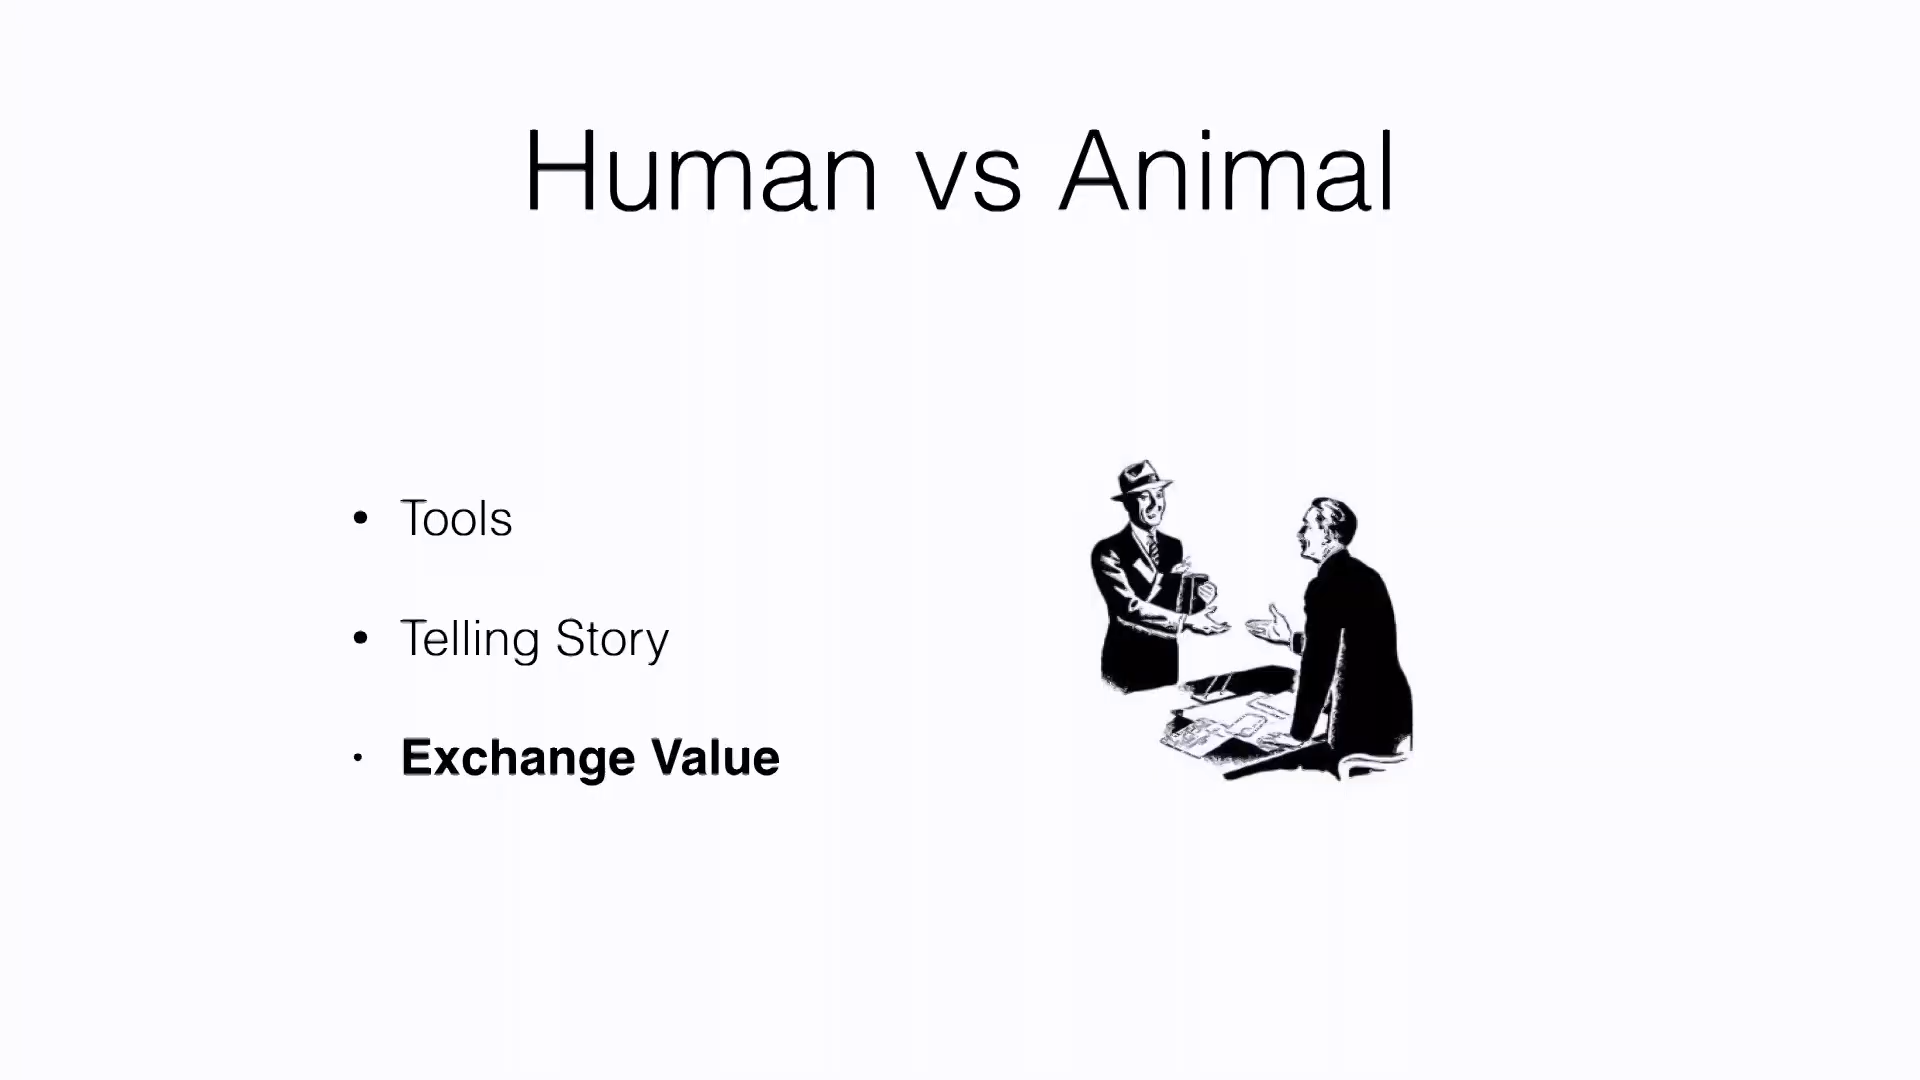 Human vs Animal
• Tools
• Telling Story
• Exchange Value